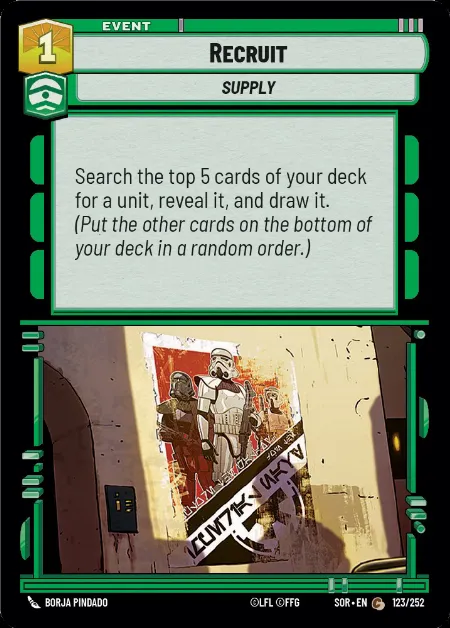 EVENT
1
RECRUIT
SUPPLY
Search the top 5 cards of your deck
for a unit, reveal it, and draw it.
(Put the other cards on the bottom of
your deck in a random order.)
BORJA PINDADO
©LFL ©FFG
SOR • EN C 123/252